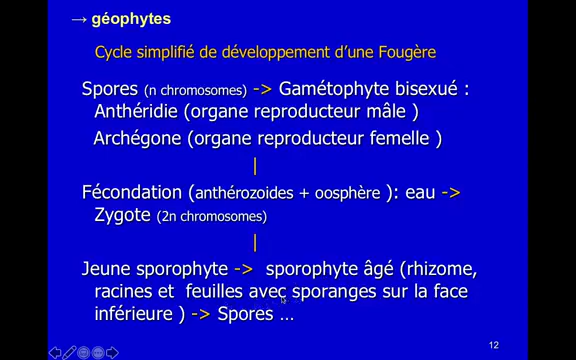 → géophytes
Cycle simplifié de développement d'une Fougère
Spores (n chromosomes) -> Gamétophyte bisexué :
Anthéridie (organe reproducteur mâle )
Archégone (organe reproducteur femelle )
|
Fécondation (anthérozoides + oosphère ): eau ->
Zygote (2n chromosomes)
|
Jeune sporophyte -> sporophyte âgé (rhizome,
racines et feuilles avec sporanges sur la face
inférieure ) -> Spores …
12